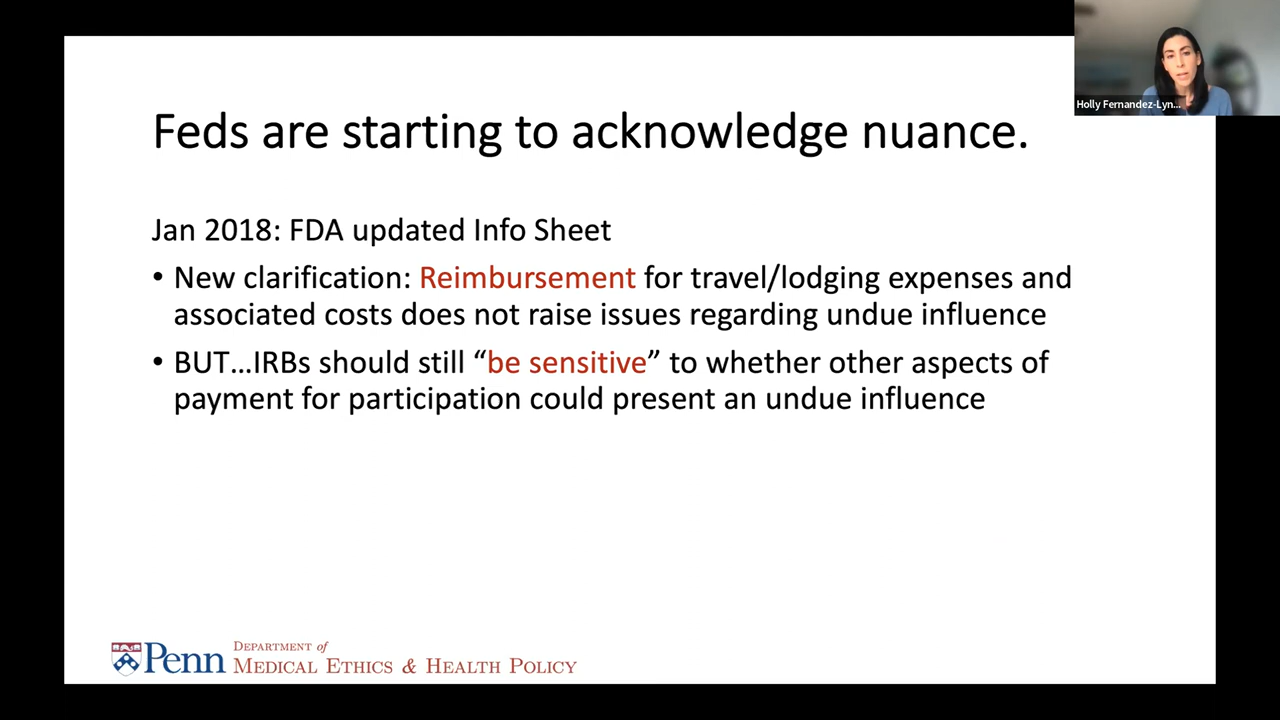 Holly Fernandez-Lyn...
Feds are starting to acknowledge nuance.
Jan 2018: FDA updated Info Sheet
• New clarification: Reimbursement for travel/lodging expenses and
associated costs does not raise issues regarding undue influence
• BUT...IRBs should still “be sensitive” to whether other aspects of
payment for participation could present an undue influence
Penn
DEPARTMENT of
MEDICAL ETHICS & HEALTH POLICY